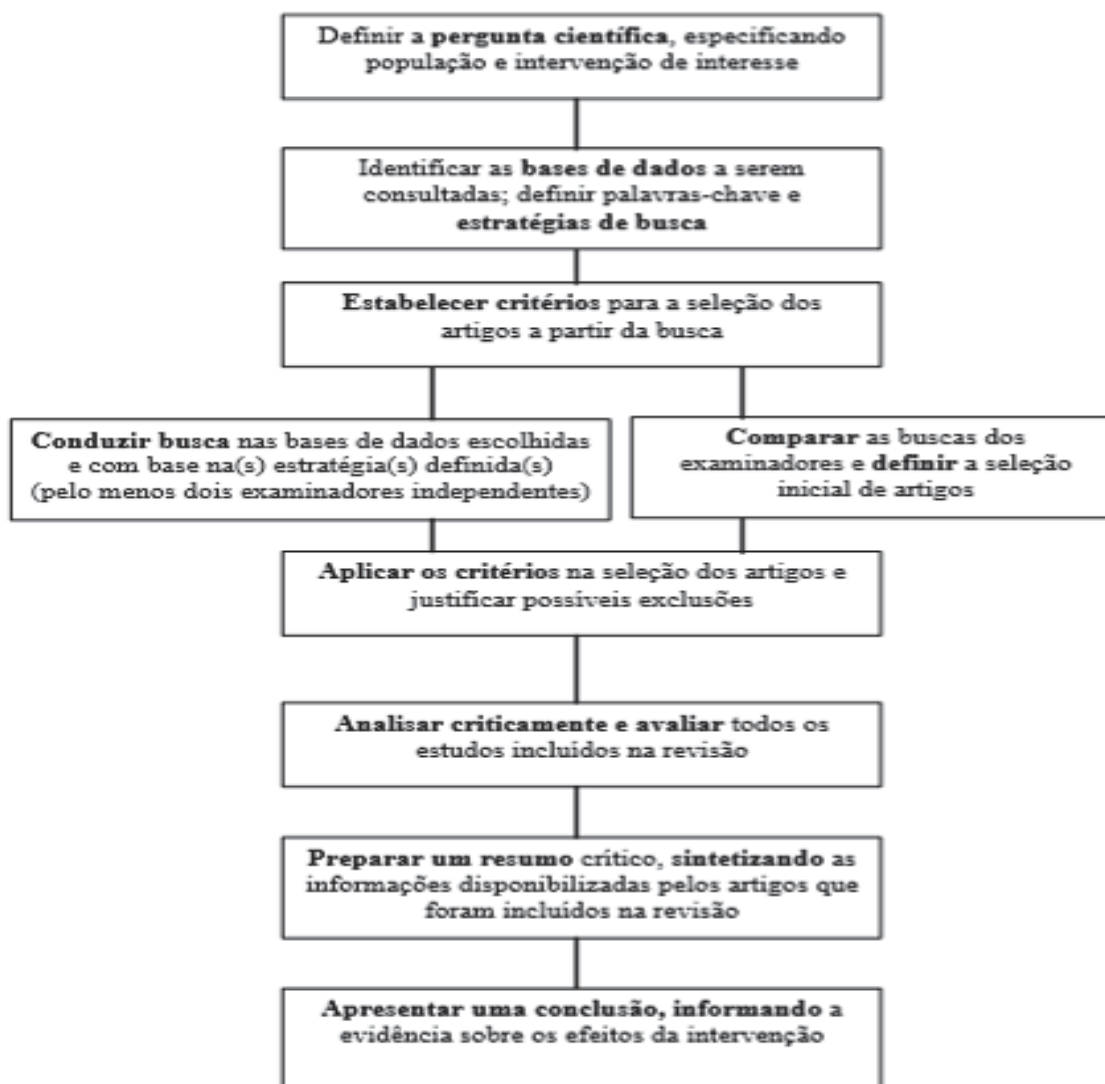 Definir a pergunta científica, especificando
população e intervenção de interesse
Identificar as bases de dados a serem
consultadas; definir palavras-chave e
estratégias de busca
Estabelecer critérios para a seleção dos
artigos a partir da busca
Conduzir busca nas bases de dados escolhidas
e com base na(s) estratégia(s) definida(s)
(pelo menos dois examinadores independentes)
Comparar as buscas dos
examinadores e definir a seleção
inicial de artigos
Aplicar os critérios na seleção dos artigos e
justificar possíveis exclusões
Analisar criticamente e avaliar todos os
estudos incluídos na revisão
Preparar um resumo crítico, sintetizando as
informações disponibilizadas pelos artigos que
foram incluídos na revisão
Apresentar uma conclusão, informando a
evidência sobre os efeitos da intervenção